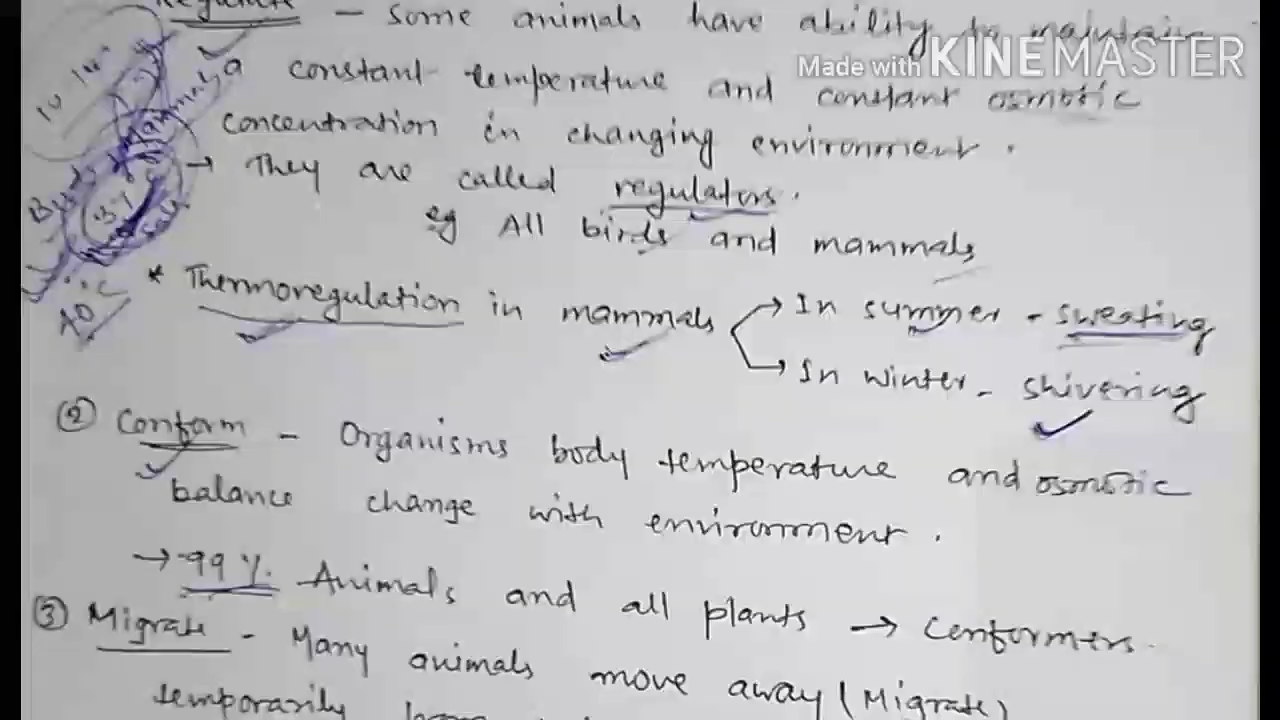 Regulate - Some animals have ability to maintain
Made with KINEMASTER
a constant temperature and constant osmotic
concentration in changing environment.
→ They are called regulators.
eg All birds and mammals
40°C
* Thermoregulation in mammals → In summer - sweating
→ In winter - shivering
② Conform - Organisms body temperature and osmotic
balance change with environment.
→ 99% Animals and all plants → Conformers.
③ Migrate - Many animals move away (Migrate)
temporarily